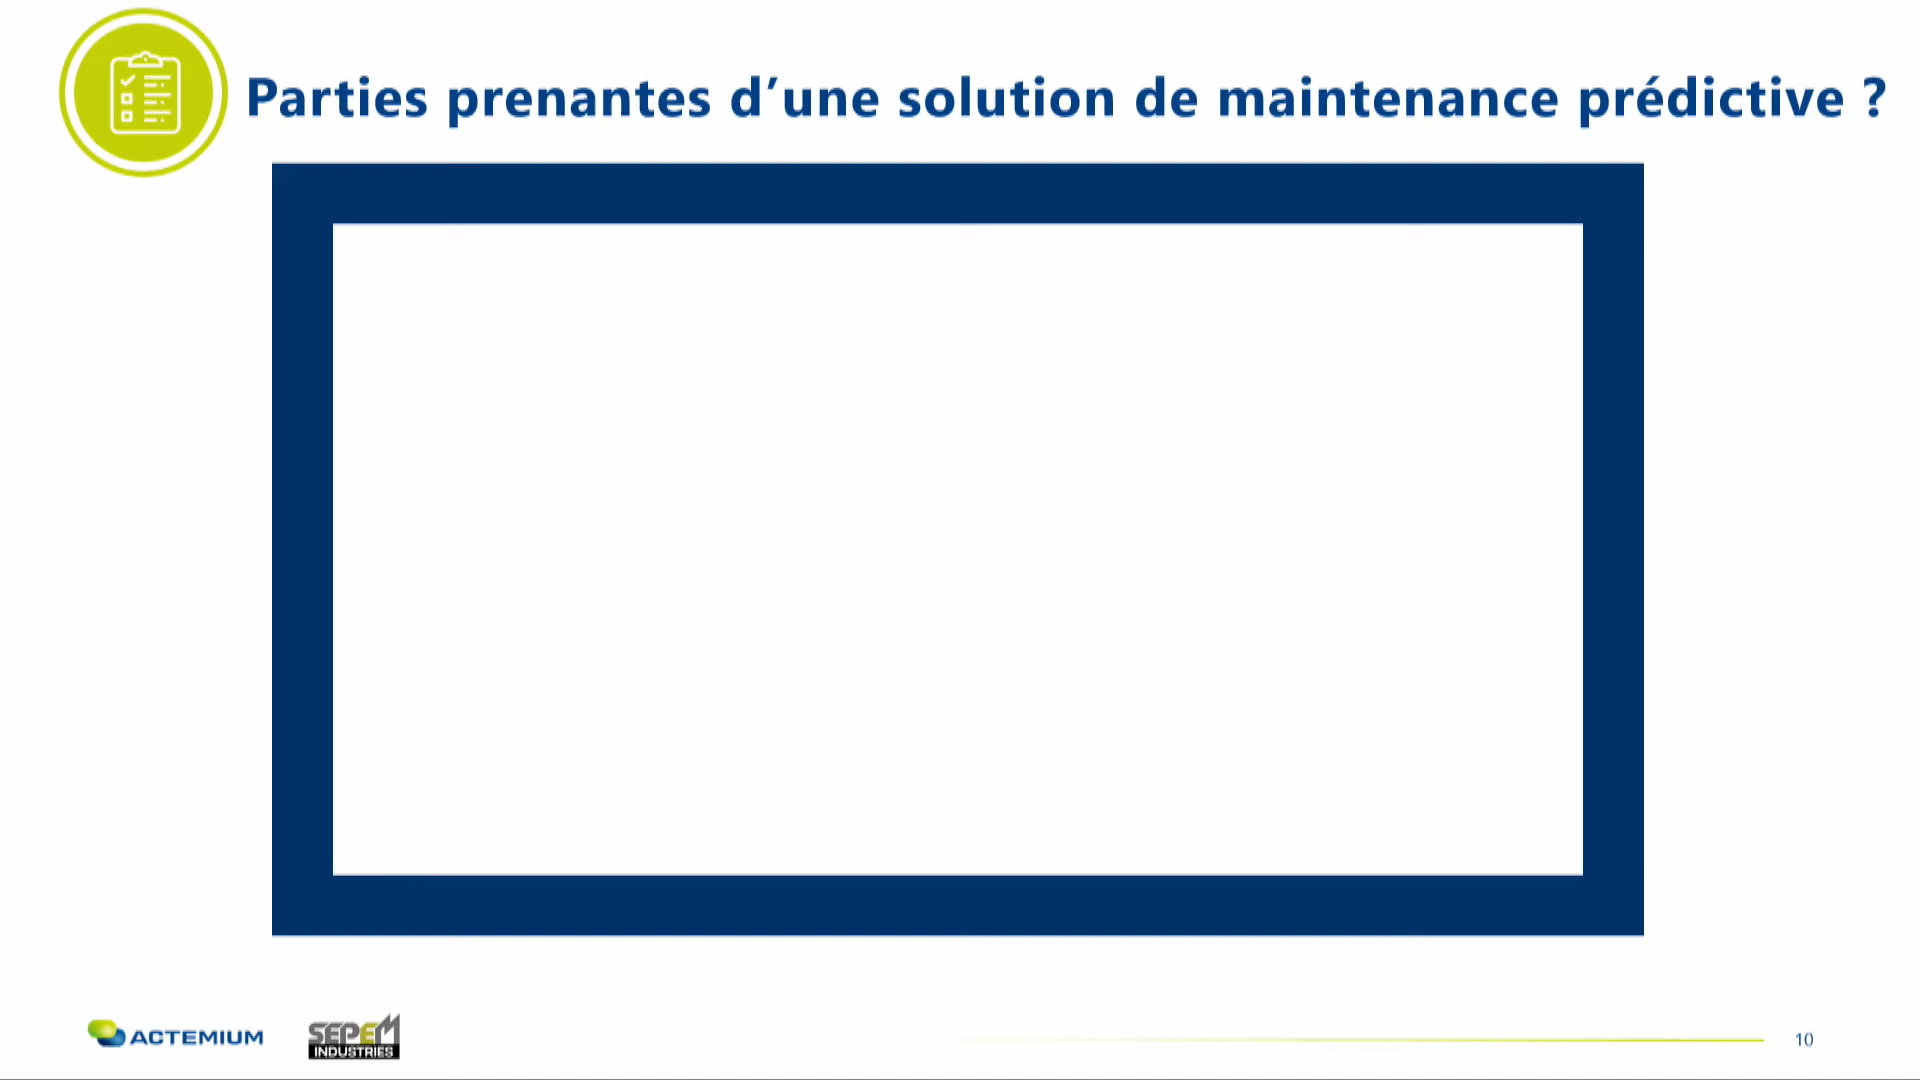 Parties prenantes d’une solution de maintenance prédictive ?
ACTEMIUM
SEPEM
INDUSTRIES
10